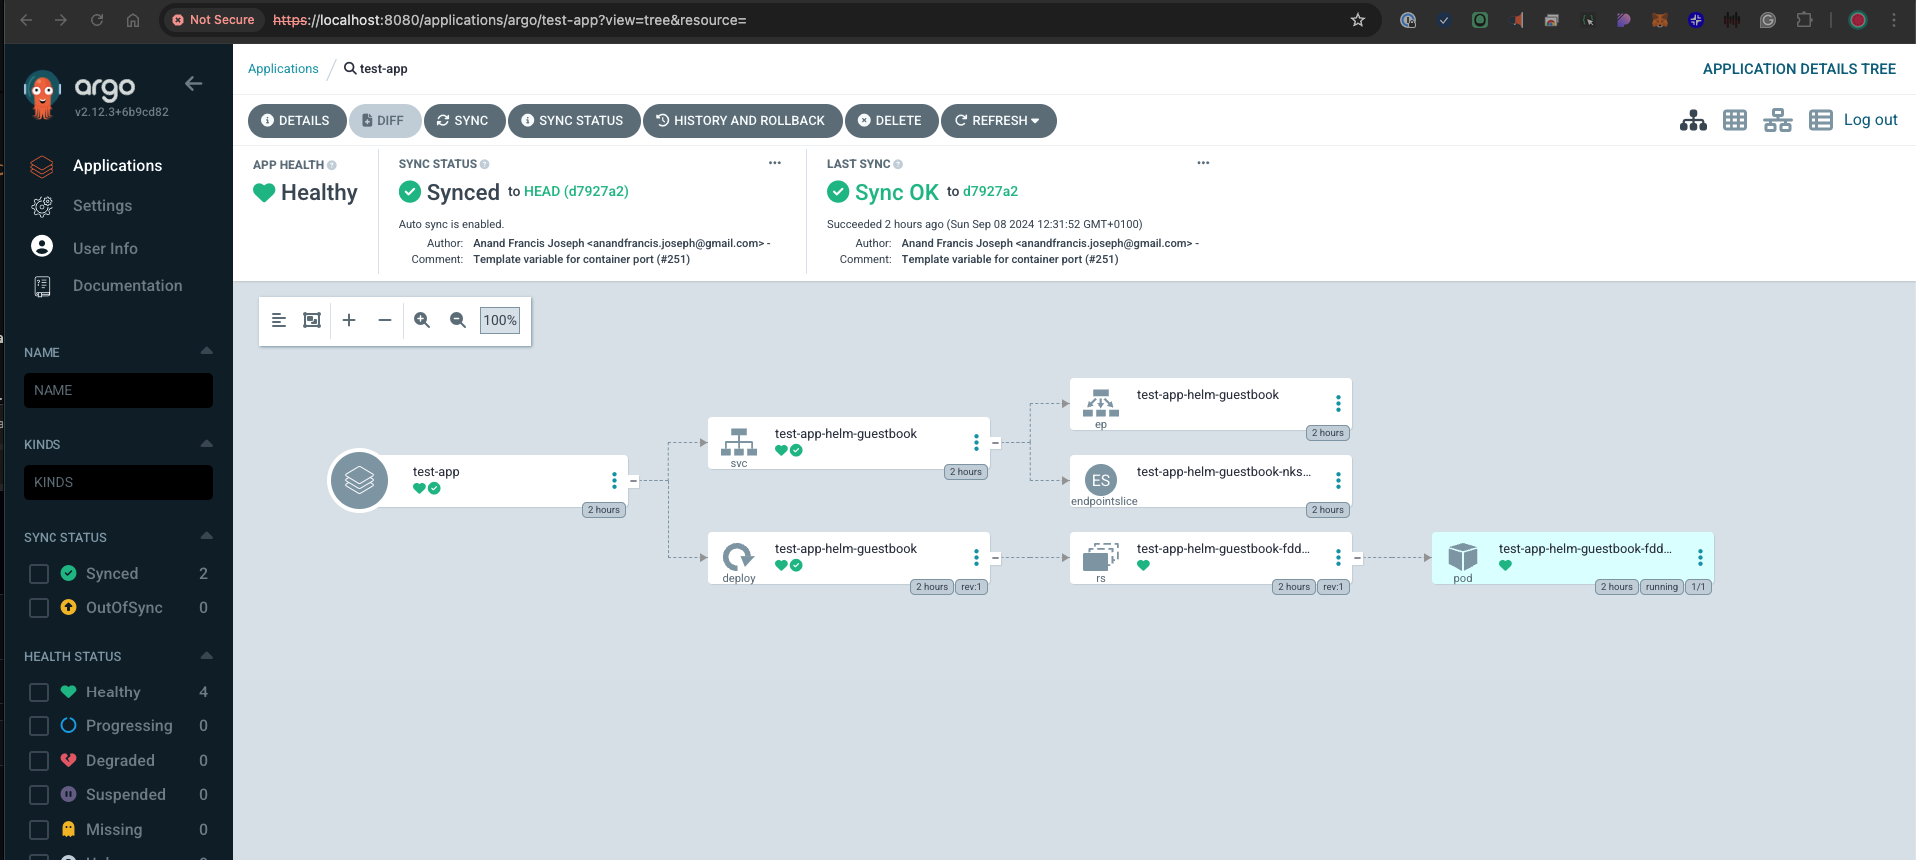 Not Secure https://localhost:8080/applications/argo/test-app?view=tree&resource=
argo
v2.12.3+6b9cd82
Applications
Settings
User Info
Documentation
NAME
NAME
KINDS
KINDS
SYNC STATUS
Synced 2
OutOfSync 0
HEALTH STATUS
Healthy 4
Progressing 0
Degraded 0
Suspended 0
Missing 0
Applications / test-app
APPLICATION DETAILS TREE
DETAILS DIFF SYNC SYNC STATUS HISTORY AND ROLLBACK DELETE REFRESH
Log out
APP HEALTH
Healthy
SYNC STATUS
Synced to HEAD (d7927a2)
Auto sync is enabled.
Author: Anand Francis Joseph <anandfrancis.joseph@gmail.com> -
Comment: Template variable for container port (#251)
LAST SYNC
Sync OK to d7927a2
Succeeded 2 hours ago (Sun Sep 08 2024 12:31:52 GMT+0100)
Author: Anand Francis Joseph <anandfrancis.joseph@gmail.com> -
Comment: Template variable for container port (#251)
100%
test-app
2 hours
test-app-helm-guestbook
svc
2 hours
test-app-helm-guestbook
deploy
2 hours rev:1
test-app-helm-guestbook
ep
2 hours
ES
test-app-helm-guestbook-nks...
endpointslice
2 hours
test-app-helm-guestbook-fdd...
rs
2 hours rev:1
test-app-helm-guestbook-fdd...
pod
2 hours running 1/1